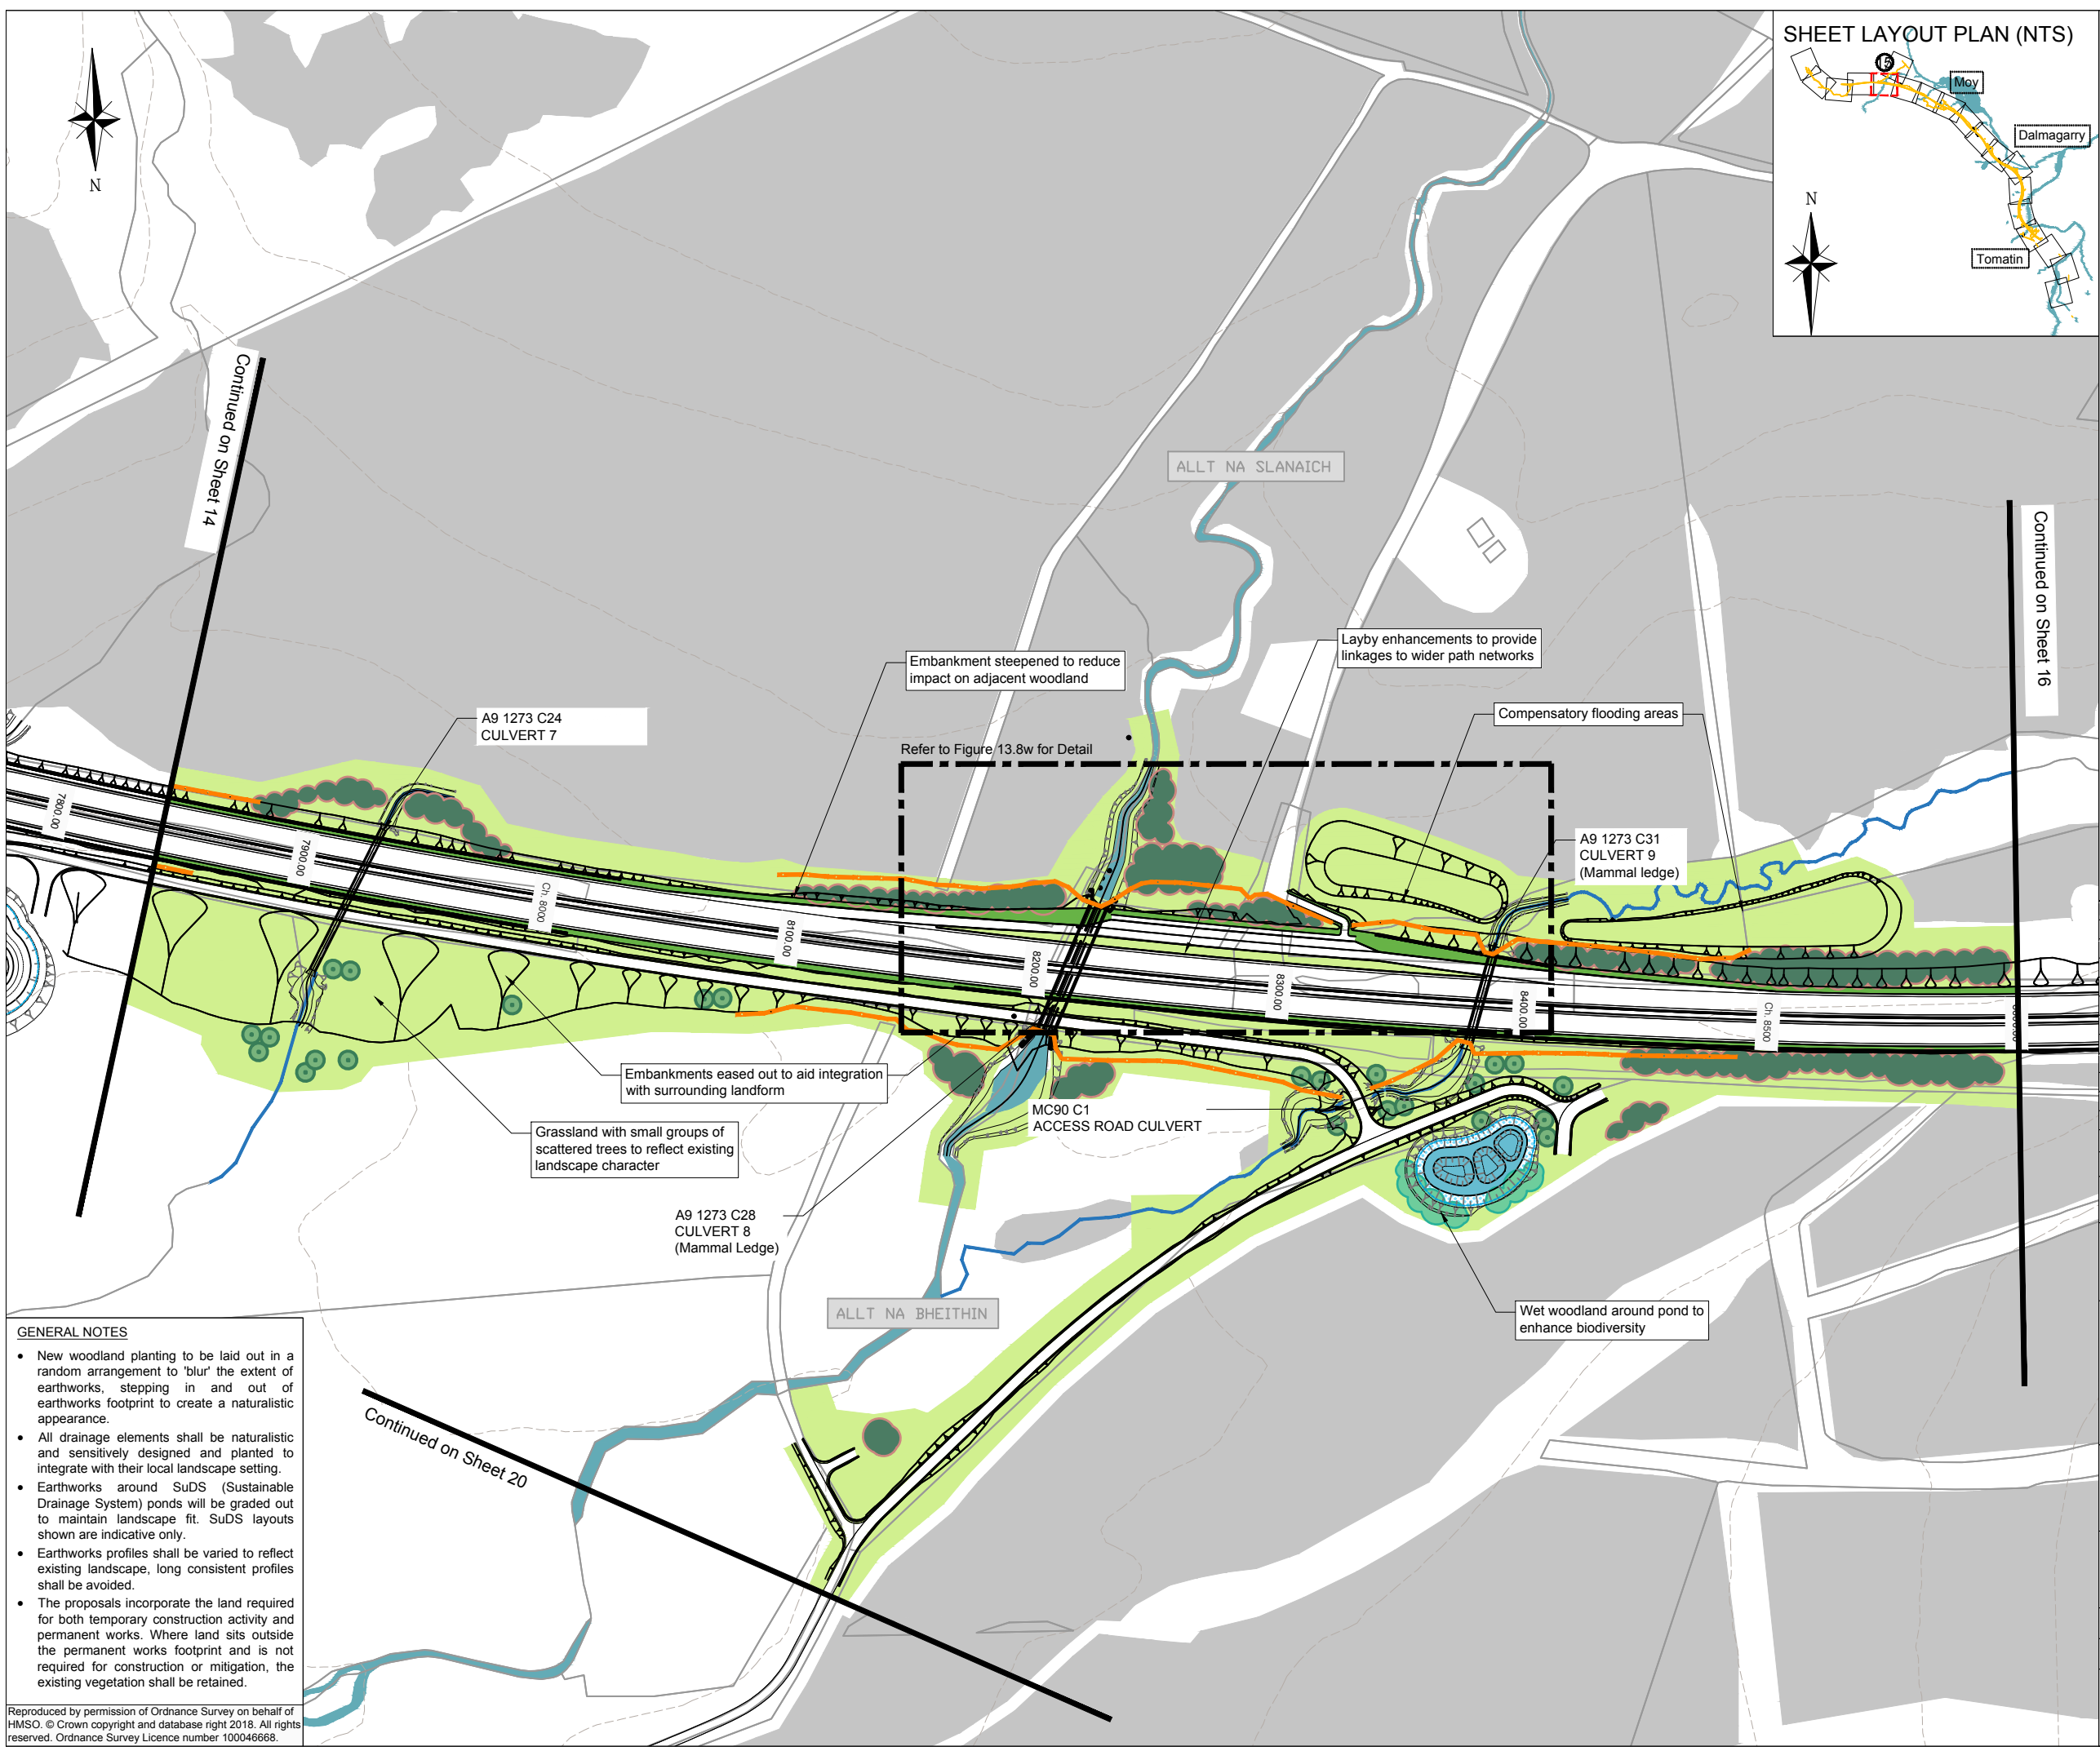 SHEET LAYOUT PLAN (NTS)
15
Moy
Dalmagarry
Tomatin
N
N
Continued on Sheet 14
Continued on Sheet 16
Continued on Sheet 20
ALLT NA SLANAICH
Layby enhancements to provide
linkages to wider path networks
Embankment steepened to reduce
impact on adjacent woodland
Compensatory flooding areas
A9 1273 C24
CULVERT 7
Refer to Figure 13.8w for Detail
A9 1273 C31
CULVERT 9
(Mammal ledge)
7800.00
7900.00
Ch. 8000
8100.00
8200.00
8300.00
8400.00
Ch. 8500
Embankments eased out to aid integration
with surrounding landform
MC90 C1
ACCESS ROAD CULVERT
Grassland with small groups of
scattered trees to reflect existing
landscape character
A9 1273 C28
CULVERT 8
(Mammal Ledge)
ALLT NA BHEITHIN
Wet woodland around pond to
enhance biodiversity
GENERAL NOTES
• New woodland planting to be laid out in a
random arrangement to 'blur' the extent of
earthworks, stepping in and out of
earthworks footprint to create a naturalistic
appearance.
• All drainage elements shall be naturalistic
and sensitively designed and planted to
integrate with their local landscape setting.
• Earthworks around SuDS (Sustainable
Drainage System) ponds will be graded out
to maintain landscape fit. SuDS layouts
shown are indicative only.
• Earthworks profiles shall be varied to reflect
existing landscape, long consistent profiles
shall be avoided.
• The proposals incorporate the land required
for both temporary construction activity and
permanent works. Where land sits outside
the permanent works footprint and is not
required for construction or mitigation, the
existing vegetation shall be retained.
Reproduced by permission of Ordnance Survey on behalf of
HMSO. © Crown copyright and database right 2018. All rights
reserved. Ordnance Survey Licence number 100046668.